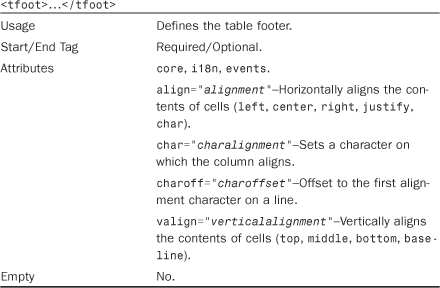 <tfoot>...</tfoot>
Usage Defines the table footer.
Start/End Tag Required/Optional.
Attributes core, i18n, events.
align="alignment"–Horizontally aligns the con-
tents of cells (left, center, right, justify,
char).
char="charalignment"–Sets a character on
which the column aligns.
charoff="charoffset"–Offset to the first align-
ment character on a line.
valign="verticalalignment"–Vertically aligns
the contents of cells (top, middle, bottom, base-
line).
Empty No.